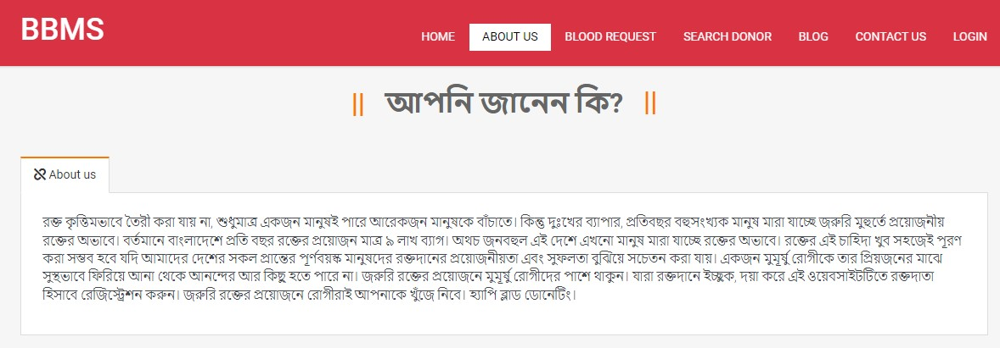 BBMS
HOME ABOUT US BLOOD REQUEST SEARCH DONOR BLOG CONTACT US LOGIN
|| আপনি জানেন কি? ||
About us
রক্ত কৃত্তিমভাবে তৈরী করা যায় না, শুধুমাত্র একজন মানুষই পারে আরেকজন মানুষকে বাঁচাতে। কিন্তু দুঃখের ব্যাপার, প্রতিবছর বহুসংখ্যক মানুষ মারা যাচ্ছে জরুরি মুহুর্তে প্রয়োজনীয়
রক্তের অভাবে। বর্তমানে বাংলাদেশে প্রতি বছর রক্তের প্রয়োজন মাত্র ৯ লাখ ব্যাগ। অথচ জনবহুল এই দেশে এখনো মানুষ মারা যাচ্ছে রক্তের অভাবে। রক্তের এই চাহিদা খুব সহজেই পূরণ
করা সম্ভব হবে যদি আমাদের দেশের সকল প্রান্তের পূর্ণবয়স্ক মানুষদের রক্তদানের প্রয়োজনীয়তা এবং সুফলতা বুঝিয়ে সচেতন করা যায়। একজন মুমূর্ষু রোগীকে তার প্রিয়জনের মাঝে
সুস্থভাবে ফিরিয়ে আনা থেকে আনন্দের আর কিছু হতে পারে না। জরুরি রক্তের প্রয়োজনে মুমূর্ষু রোগীদের পাশে থাকুন। যারা রক্তদানে ইচ্ছুক, দয়া করে এই ওয়েবসাইটটিতে রক্তদাতা
হিসাবে রেজিস্ট্রেশন করুন। জরুরি রক্তের প্রয়োজনে রোগীরাই আপনাকে খুঁজে নিবে। হ্যাপি ব্লাড ডোনেটিং।